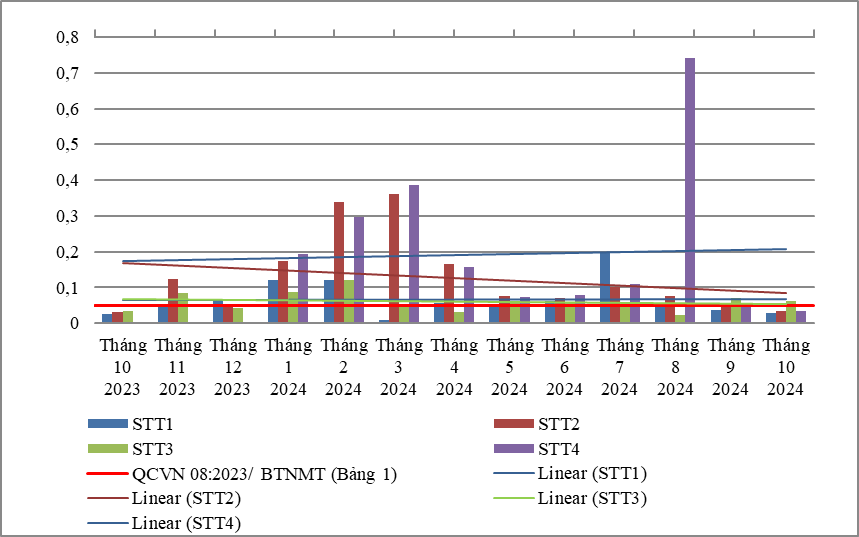 0,8
0,7
0,6
0,5
0,4
0,3
0,2
0,1
0
Tháng Tháng Tháng Tháng Tháng Tháng Tháng Tháng Tháng Tháng Tháng Tháng Tháng
10 11 12 1 2 3 4 5 6 7 8 9 10
2023 2023 2023 2024 2024 2024 2024 2024 2024 2024 2024 2024 2024
STT1 STT2
STT3 STT4
QCVN 08:2023/ BTNMT (Bảng 1) Linear (STT1)
Linear (STT2) Linear (STT3)
Linear (STT4)